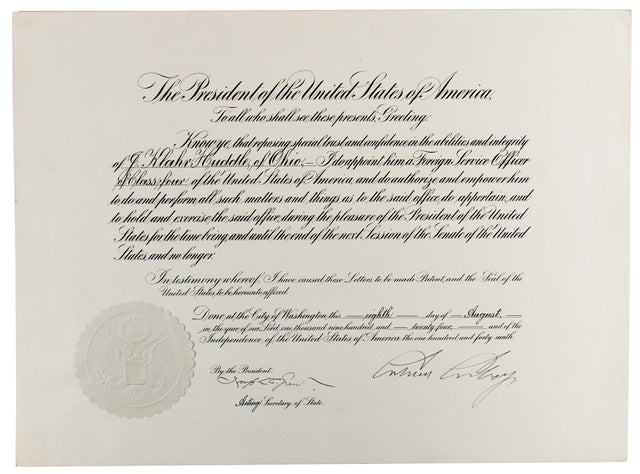 The President of the United States of America.
To all who shall see these presents, Greeting:
Know ye, that reposing special trust and confidence in the abilities and integrity
of J. Klahr Huddle, of Ohio, — I do appoint him a Foreign Service Officer
of Class four of the United States of America, and do authorize and empower him
to do and perform all such matters and things as to the said office do appertain, and
to hold and exercise the said office, during the pleasure of the President of the United
States for the time being, and until the end of the next Session of the Senate of the United
States, and no longer.
In testimony whereof, I have caused these Letters to be made Patent, and the Seal of the
United States, to be hereunto affixed.
Done at the City of Washington this — eighth — day of — August, —
in the year of our Lord, one thousand nine hundred and — twenty four, — and of the
Independence of the United States of America the one hundred and forty ninth.
By the President:
Acting Secretary of State.